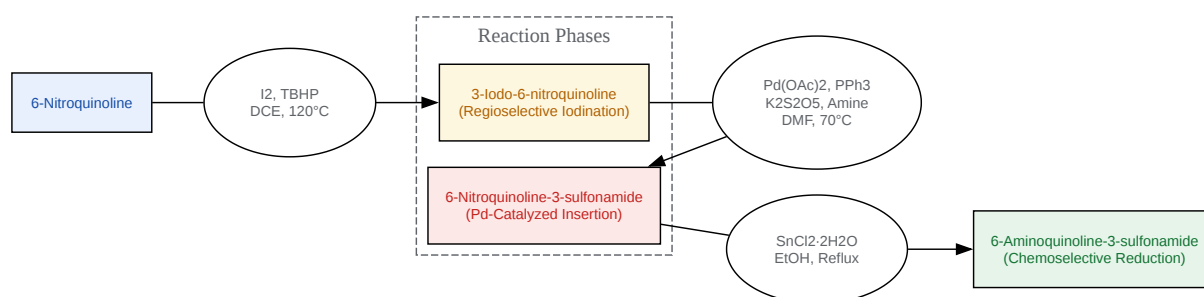 Reaction Phases
6-Nitroquinoline
I2, TBHP
DCE, 120°C
3-Iodo-6-nitroquinoline
(Regioselective Iodination)
Pd(OAc)2, PPh3
K2S2O5, Amine
DMF, 70°C
6-Nitroquinoline-3-sulfonamide
(Pd-Catalyzed Insertion)
SnCl2·2H2O
EtOH, Reflux
6-Aminoquinoline-3-sulfonamide
(Chemoselective Reduction)